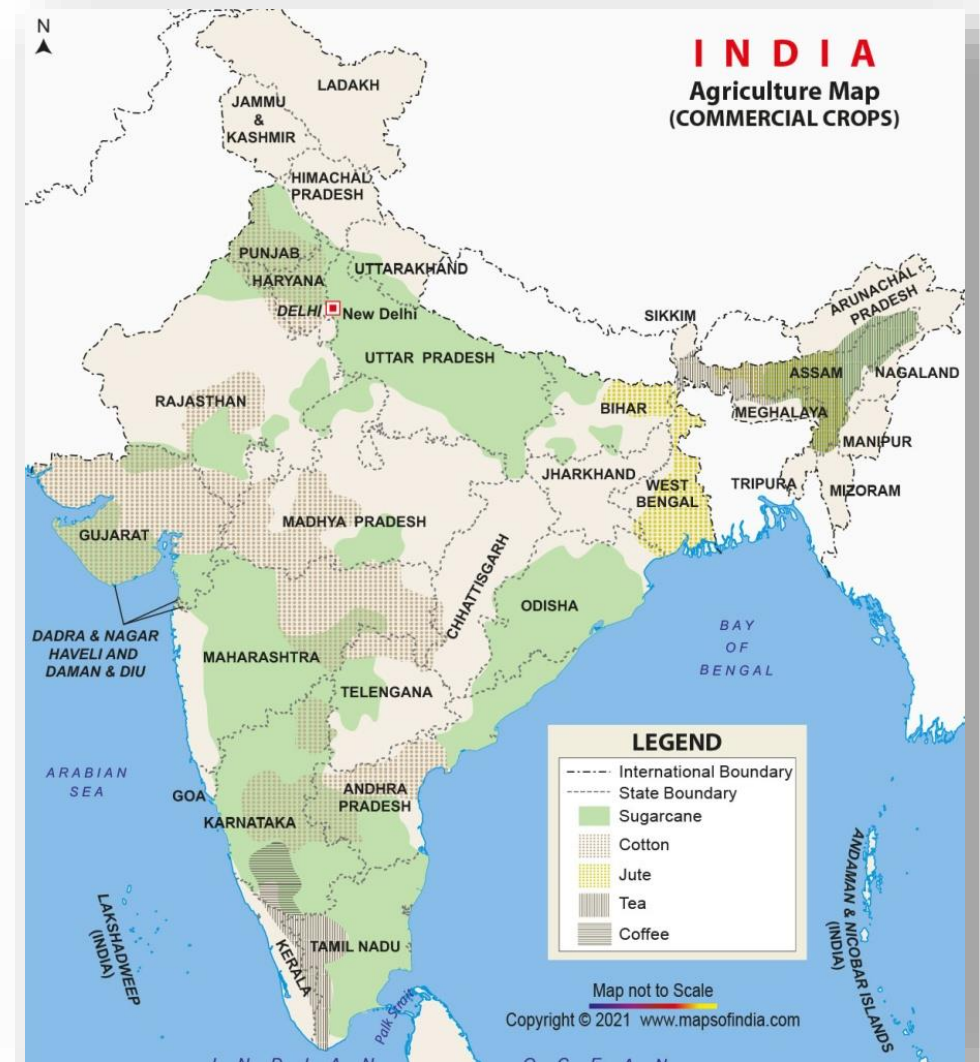 N
I N D I A
Agriculture Map
(COMMERCIAL CROPS)
LADAKH
JAMMU
&
KASHMIR
HIMACHAL
PRADESH
PUNJAB
UTTARAKHAND
HARYANA
DELHI
New Delhi
ARUNACHAL
PRADESH
SIKKIM
UTTAR PRADESH
ASSAM
NAGALAND
RAJASTHAN
BIHAR
MEGHALAYA
MANIPUR
JHARKHAND
WEST
BENGAL
TRIPURA
MIZORAM
GUJARAT
MADHYA PRADESH
CHHATTISGARH
ODISHA
DADRA & NAGAR
HAVELI AND
DAMAN & DIU
MAHARASHTRA
BAY
OF
BENGAL
TELENGANA
ARABIAN
SEA
GOA
KARNATAKA
ANDHRA
PRADESH
LEGEND
International Boundary
State Boundary
Sugarcane
Cotton
Jute
Tea
Coffee
LAKSHADWEEP
(INDIA)
KERALA
TAMIL NADU
ANDAMAN & NICOBAR ISLANDS
(INDIA)
Palk Strait
Map not to Scale
Copyright © 2021 www.mapsofindia.com
I N D I A N O C E A N